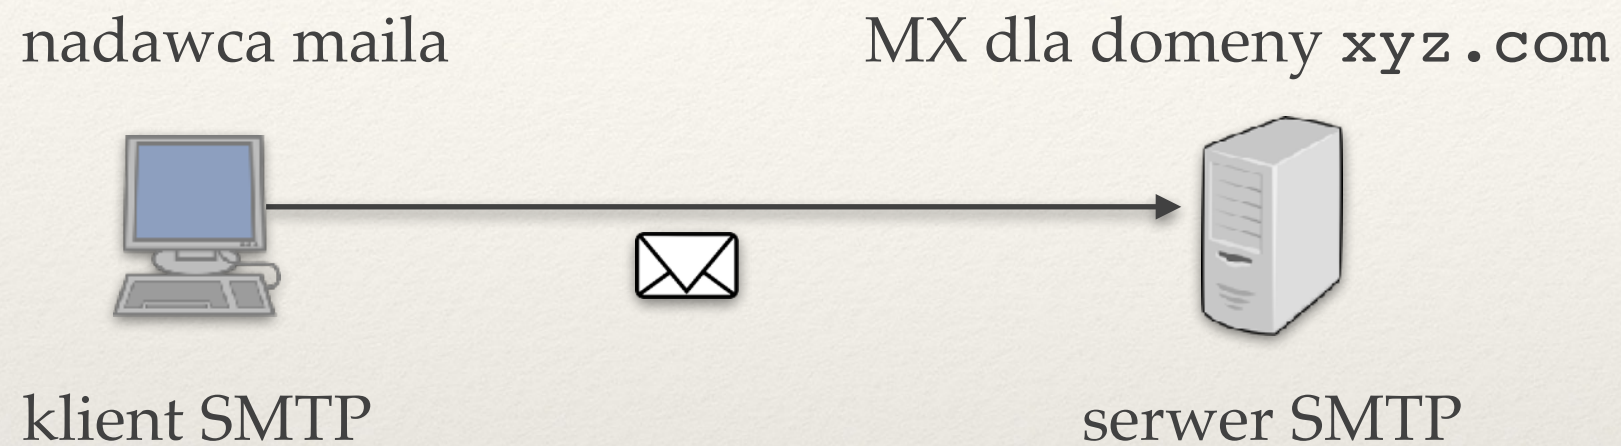 nadawca maila
MX dla domeny xyz.com
klient SMTP
serwer SMTP